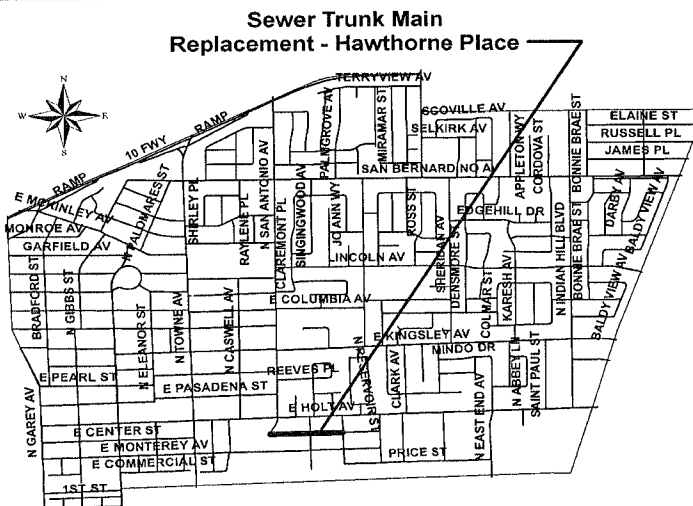 Sewer Trunk Main
Replacement - Hawthorne Place
N
W
E
S
TERRYVIEW AV
PALMGROVE AV
MIRAMAR ST
SCOVILLE AV
SELKIRK AV
APPLETON WY
CORDOVA ST
BONNIE BRAE ST
ELAINE ST
RUSSELL PL
JAMES PL
RAMP
10 FWY
RAMP
SAN BERNARDINO AV
E MCKINLEY AV
MONROE AV
GARFIELD AV
N PALOMARES ST
SHIRLEY PL
RAYLENE PL
N SAN ANTONIO AV
CLAREMONT PL
SINGINGWOOD AV
JO ANN WY
ROSS ST
EDGEHILL DR
DARBY AV
BALDY VIEW AV
LINCOLN AV
SHERIDAN AV
DENSMORE ST
N INDIAN HILL BLVD
BONNIE BRAE ST
BRADFORD ST
N GIBBS ST
N ELEANOR ST
N TOWNE AV
N CASWELL AV
E COLUMBIA AV
COLMAR ST
KARESH AV
BALDY VIEW AV
E KINGSLEY AV
MINDO DR
N RESERVOIR ST
CLARK AV
N ABBEY LN
SAINT PAUL ST
E PEARL ST
REEVES PL
E PASADENA ST
N GAREY AV
E HOLT AV
N EAST END AV
E CENTER ST
E MONTEREY AV
E COMMERCIAL ST
PRICE ST
1ST ST